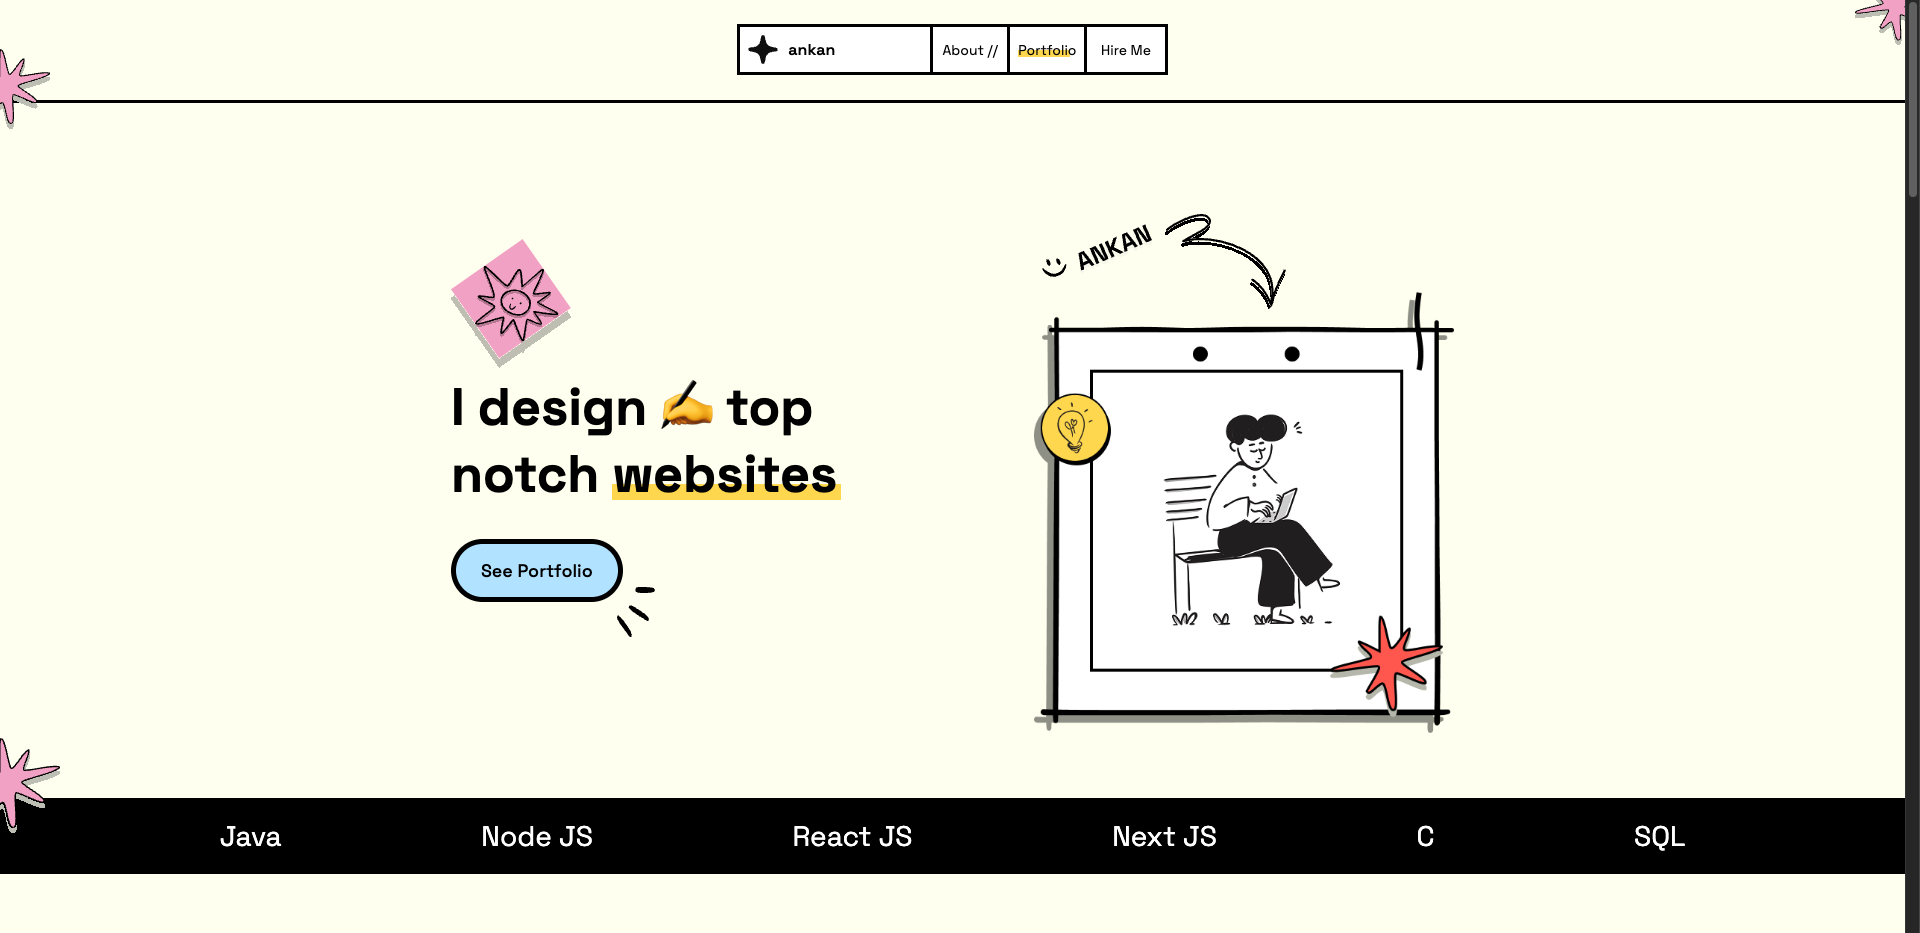 ankan
About //
Portfolio
Hire Me
ANKAN
I design ✍️ top
notch websites
See Portfolio
Java
Node JS
React JS
Next JS
C
SQL